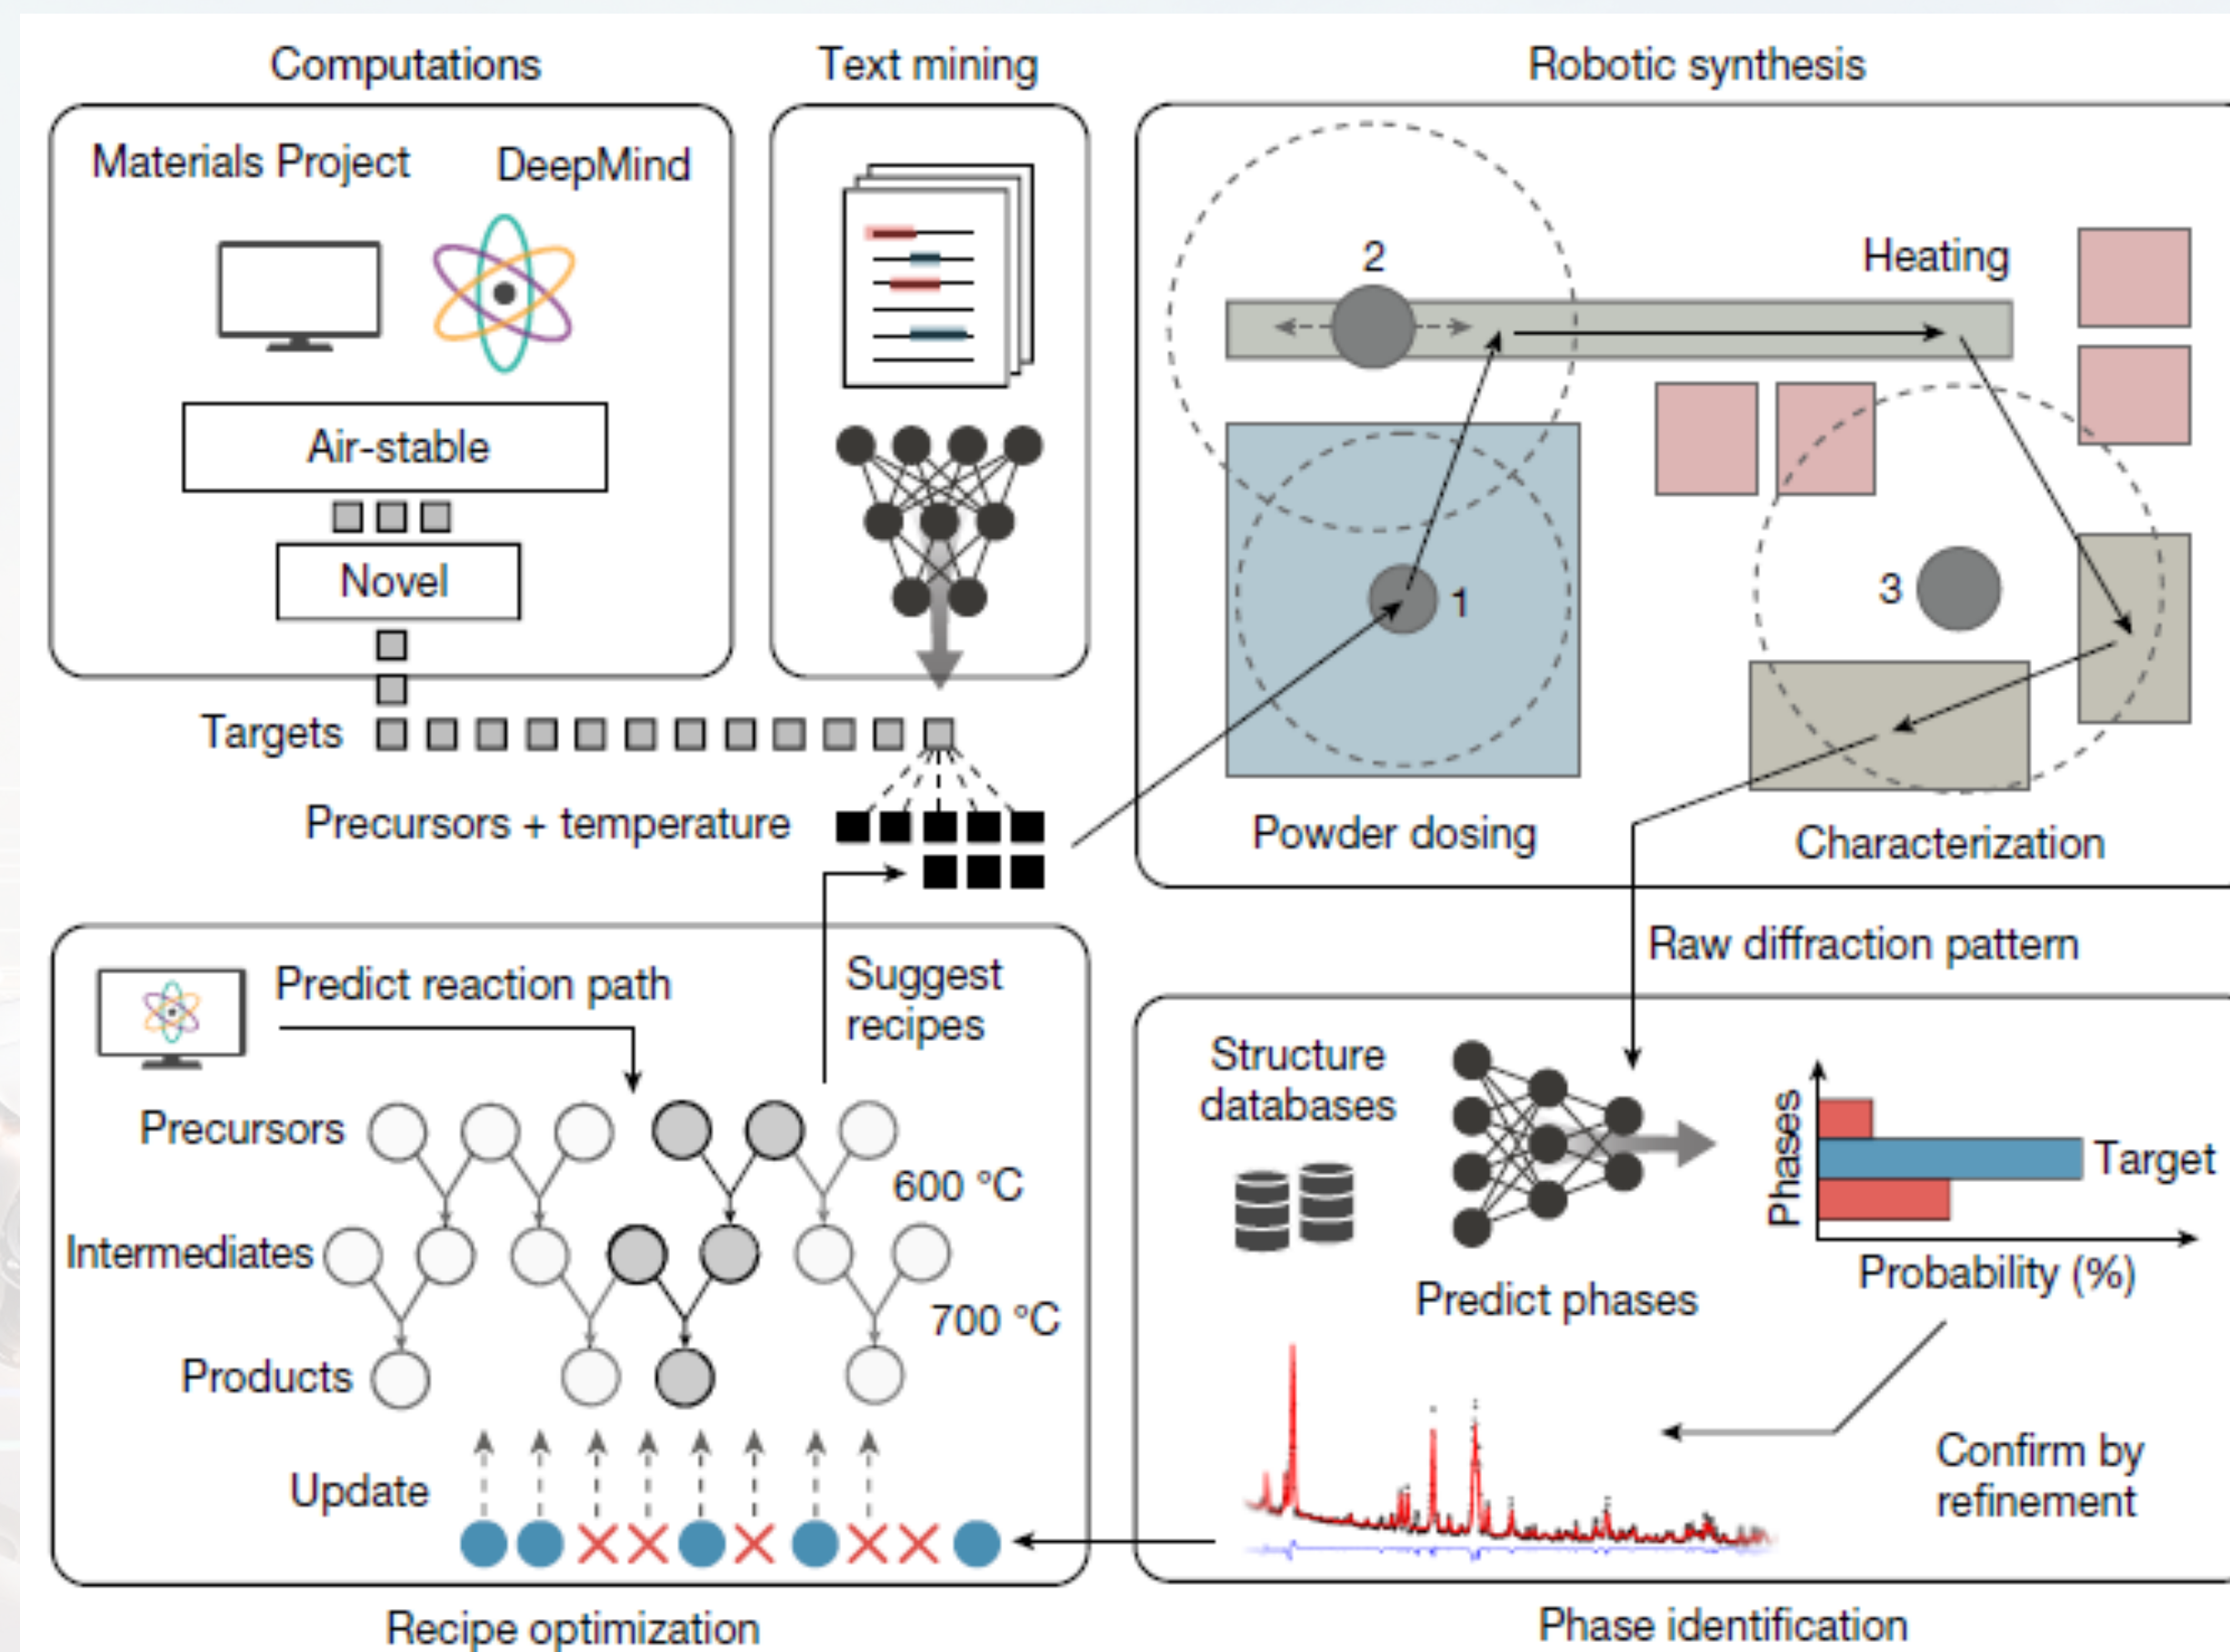 Computations
Materials Project
DeepMind
Air-stable
Novel
Targets
Precursors + temperature
Text mining
Robotic synthesis
2
Heating
1
3
Powder dosing
Characterization
Raw diffraction pattern
Predict reaction path
Suggest
recipes
Precursors
600 °C
Intermediates
700 °C
Products
Update
Recipe optimization
Structure
databases
Predict phases
Phases
Target
Probability (%)
Confirm by
refinement
Phase identification